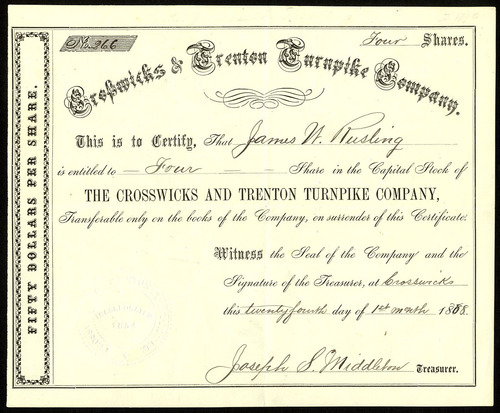 No. 266 Four Shares.
Croßwicks & Trenton Turnpike Company.
This is to Certify, That James W. Rusling
is entitled to — Four — — Share in the Capital Stock of
THE CROSSWICKS AND TRENTON TURNPIKE COMPANY,
Transferable only on the books of the Company, on surrender of this Certificate.
Witness the Seal of the Company and the
Signature of the Treasurer, at Crosswicks
this twenty fourth day of 1st month 1888.
Joseph S. Middleton Treasurer.
FIFTY DOLLARS PER SHARE.